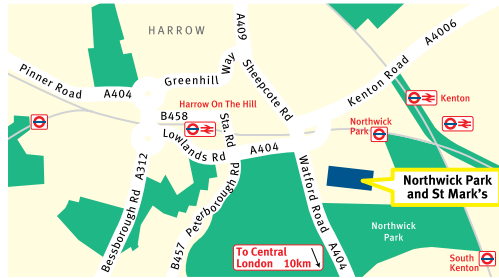 HARROW
A409
A4006
Pinner Road
A404
Greenhill
Way
Sheepcote Rd
Kenton Road
Harrow On The Hill
Kenton
B458
Sta. Rd
Northwick
Park
Lowlands Rd
A404
A312
Bessborough Rd
Peterborough Rd
B457
Watford Road
A404
Northwick Park
and St Mark's
Northwick
Park
To Central
London 10km
South
Kenton